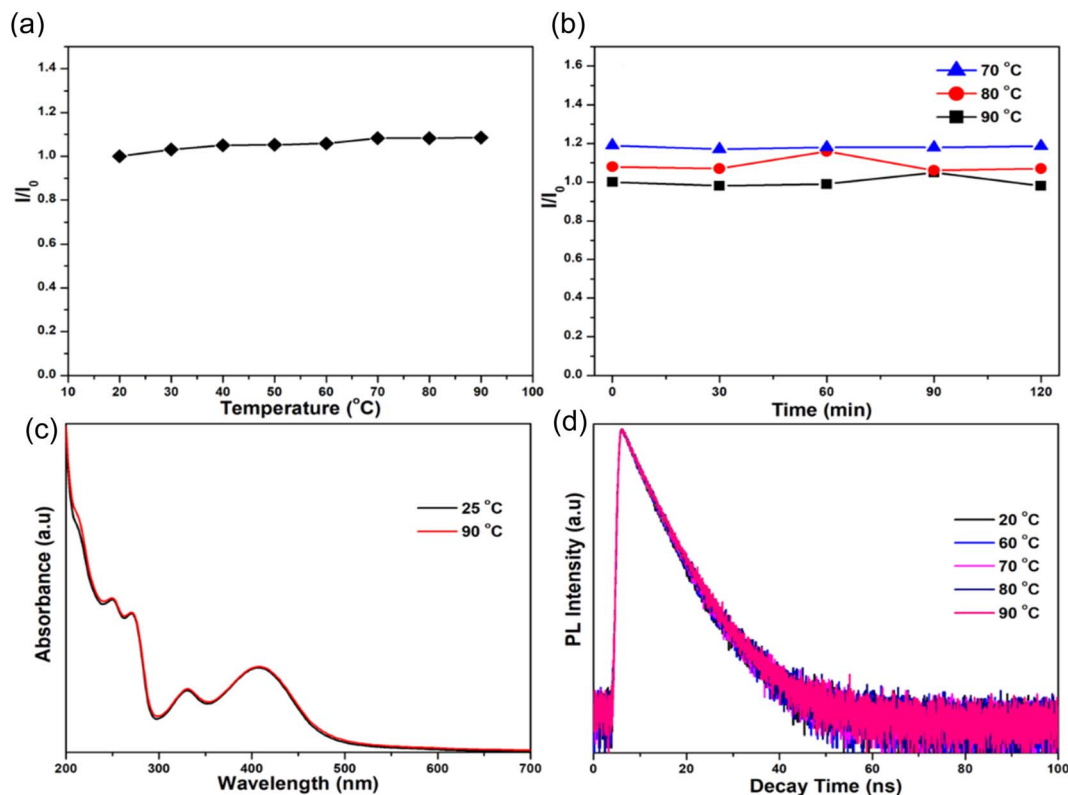 (a)
1.4
1.2
1.0
0.8
0.6
0.4
0.2
0.0
I/I0
10 20 30 40 50 60 70 80 90 100
Temperature (°C)
(b)
1.6
1.4
1.2
1.0
0.8
0.6
0.4
0.2
0.0
I/I0
70 °C
80 °C
90 °C
0 30 60 90 120
Time (min)
(c)
Absorbance (a.u)
25 °C
90 °C
200 300 400 500 600 700
Wavelength (nm)
(d)
PL Intensity (a.u)
20 °C
60 °C
70 °C
80 °C
90 °C
0 20 40 60 80 100
Decay Time (ns)